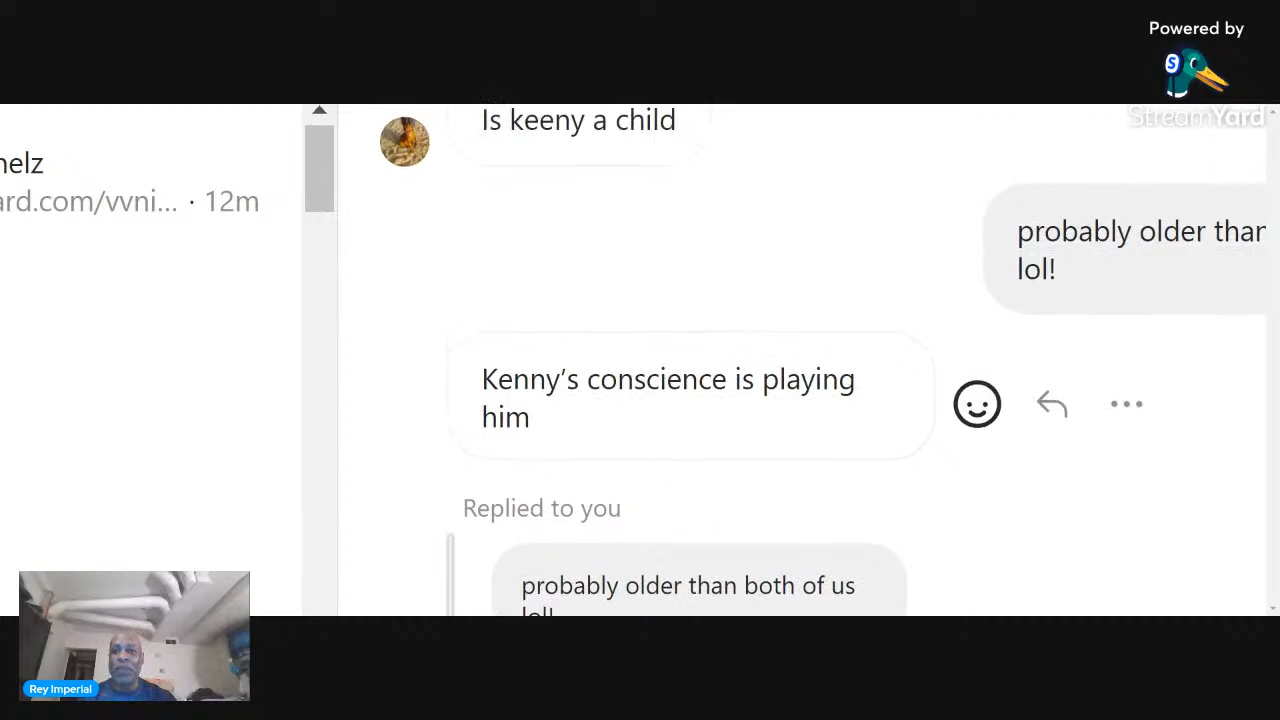 Powered by
S
StreamYard
nelz
ard.com/vvni... · 12m
Is keeny a child
probably older than
lol!
Kenny’s conscience is playing
him
Replied to you
probably older than both of us
lol!
Rey Imperial